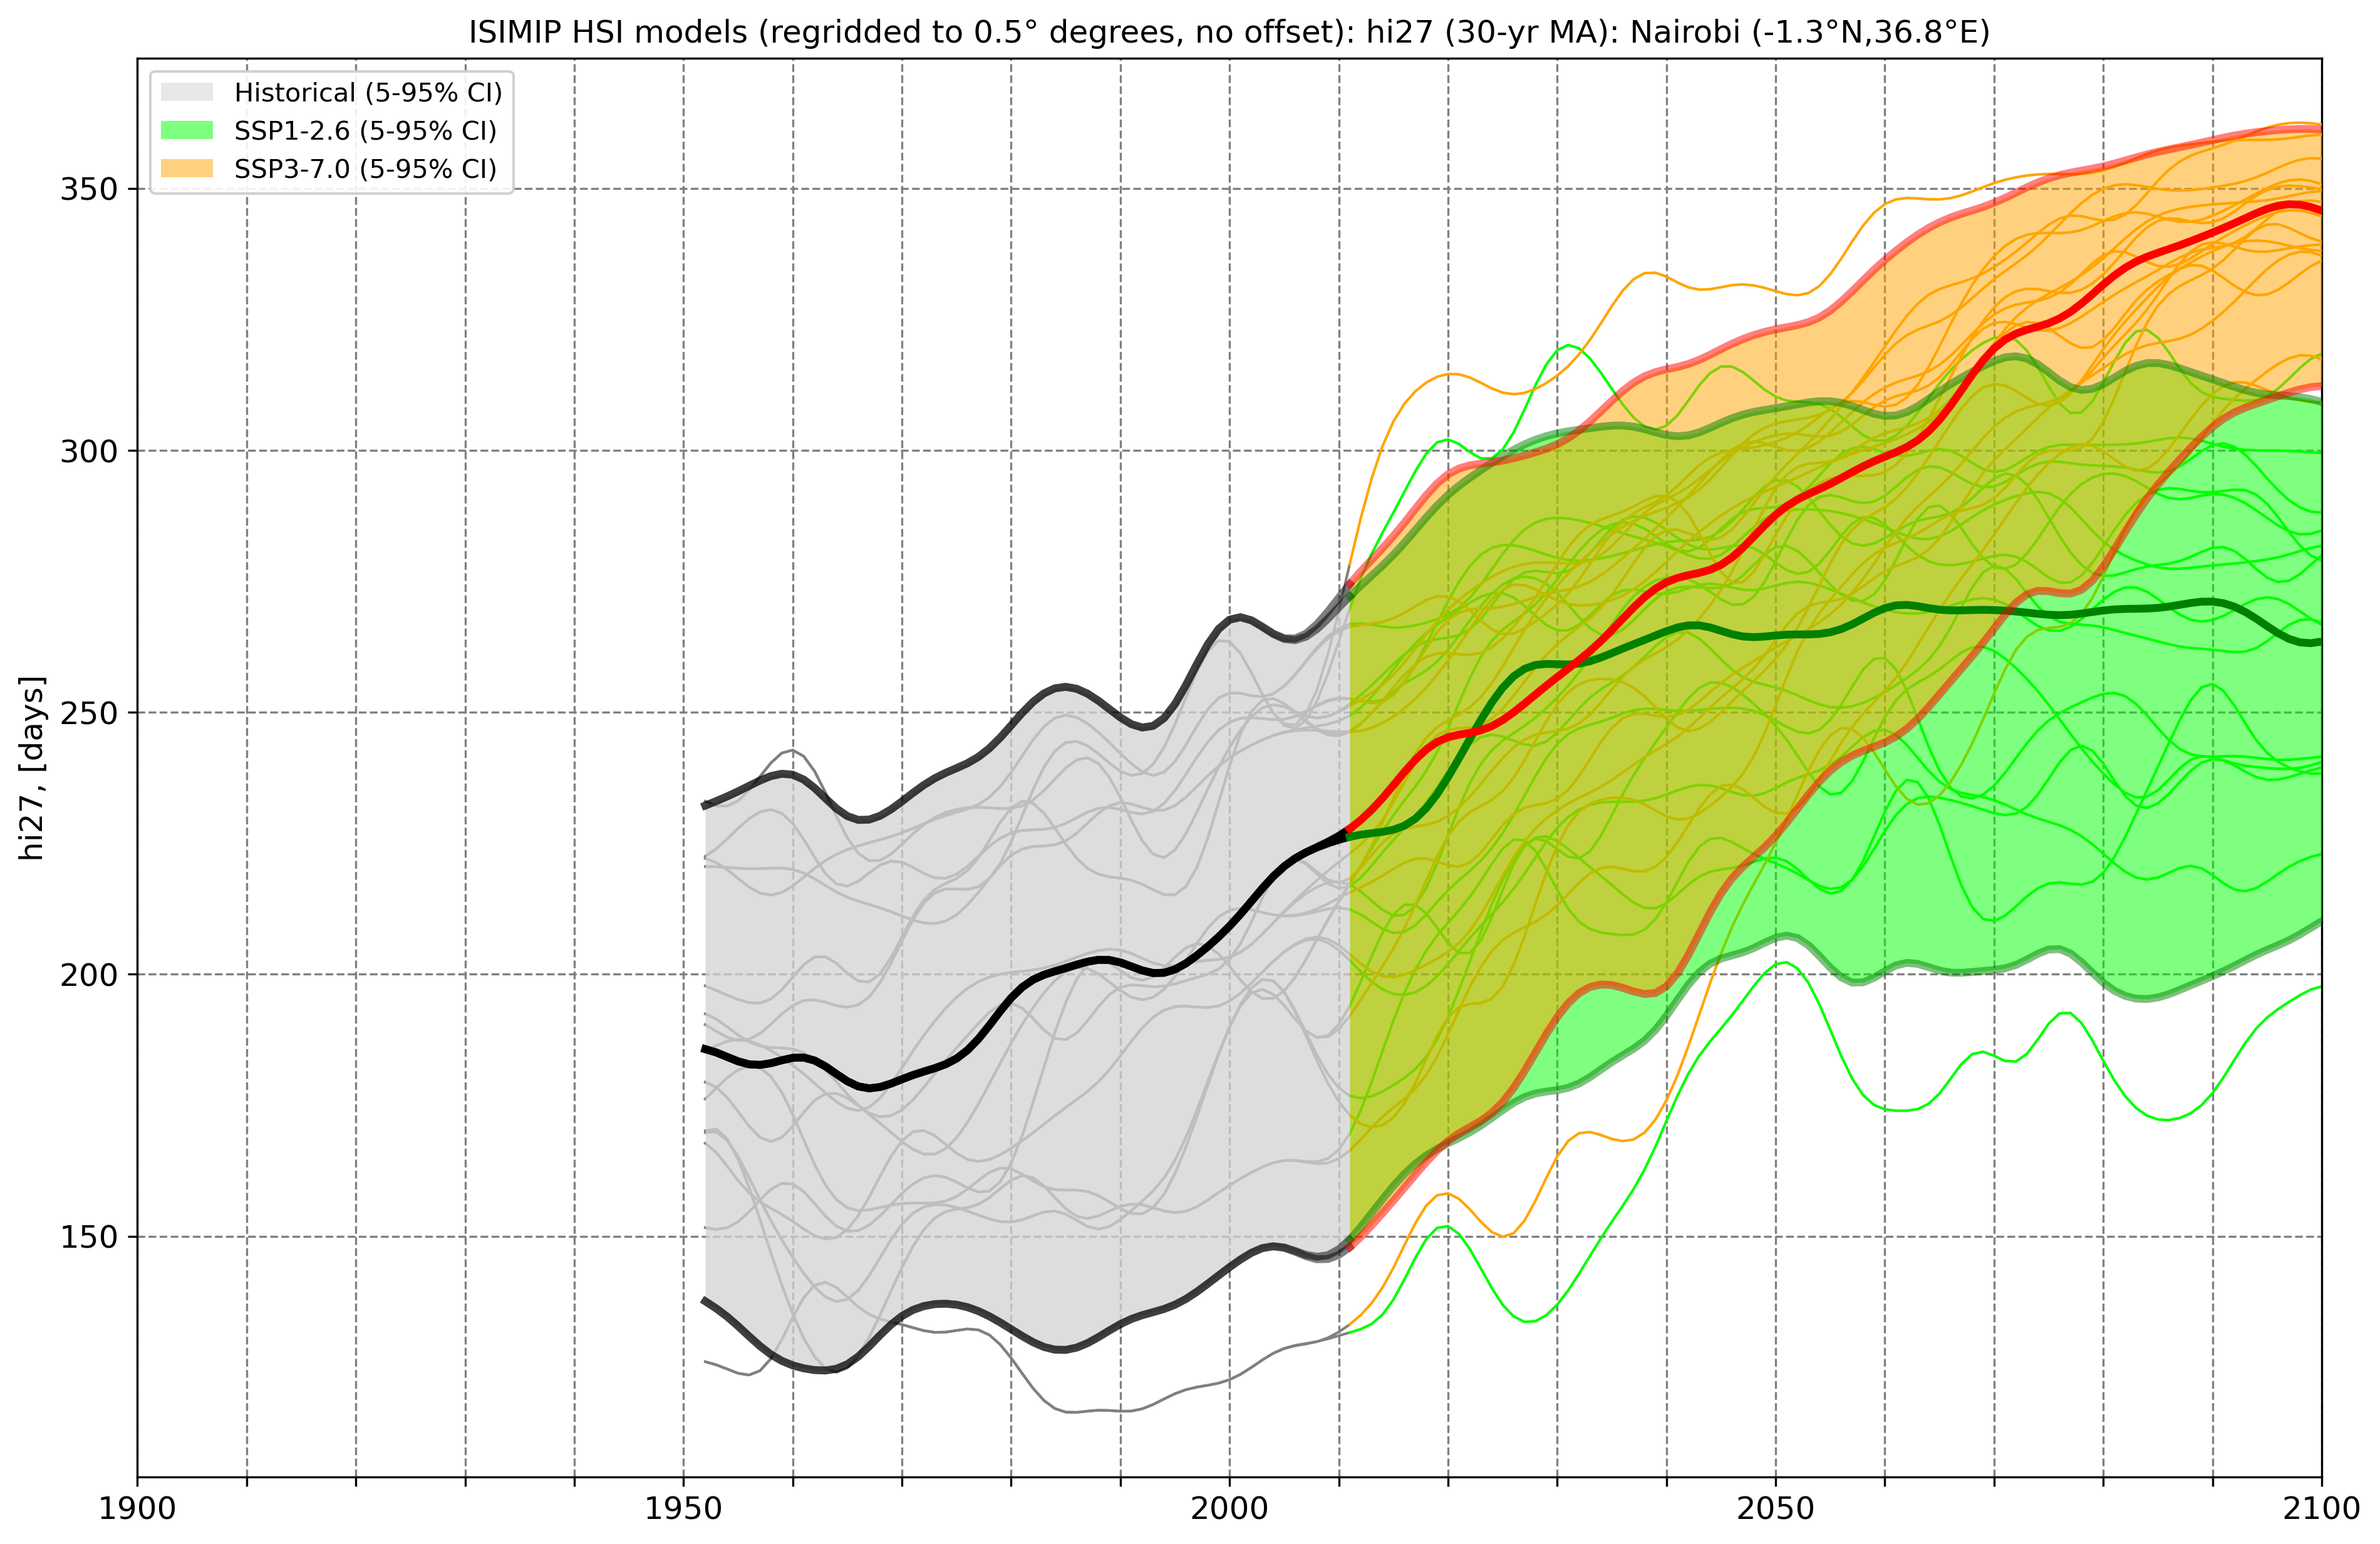 ISIMIP HSI models (regridded to 0.5° degrees, no offset): hi27 (30-yr MA): Nairobi (-1.3°N,36.8°E)
Historical (5-95% CI)
SSP1-2.6 (5-95% CI)
SSP3-7.0 (5-95% CI)
350
300
250
200
150
hi27, [days]
1900
1950
2000
2050
2100